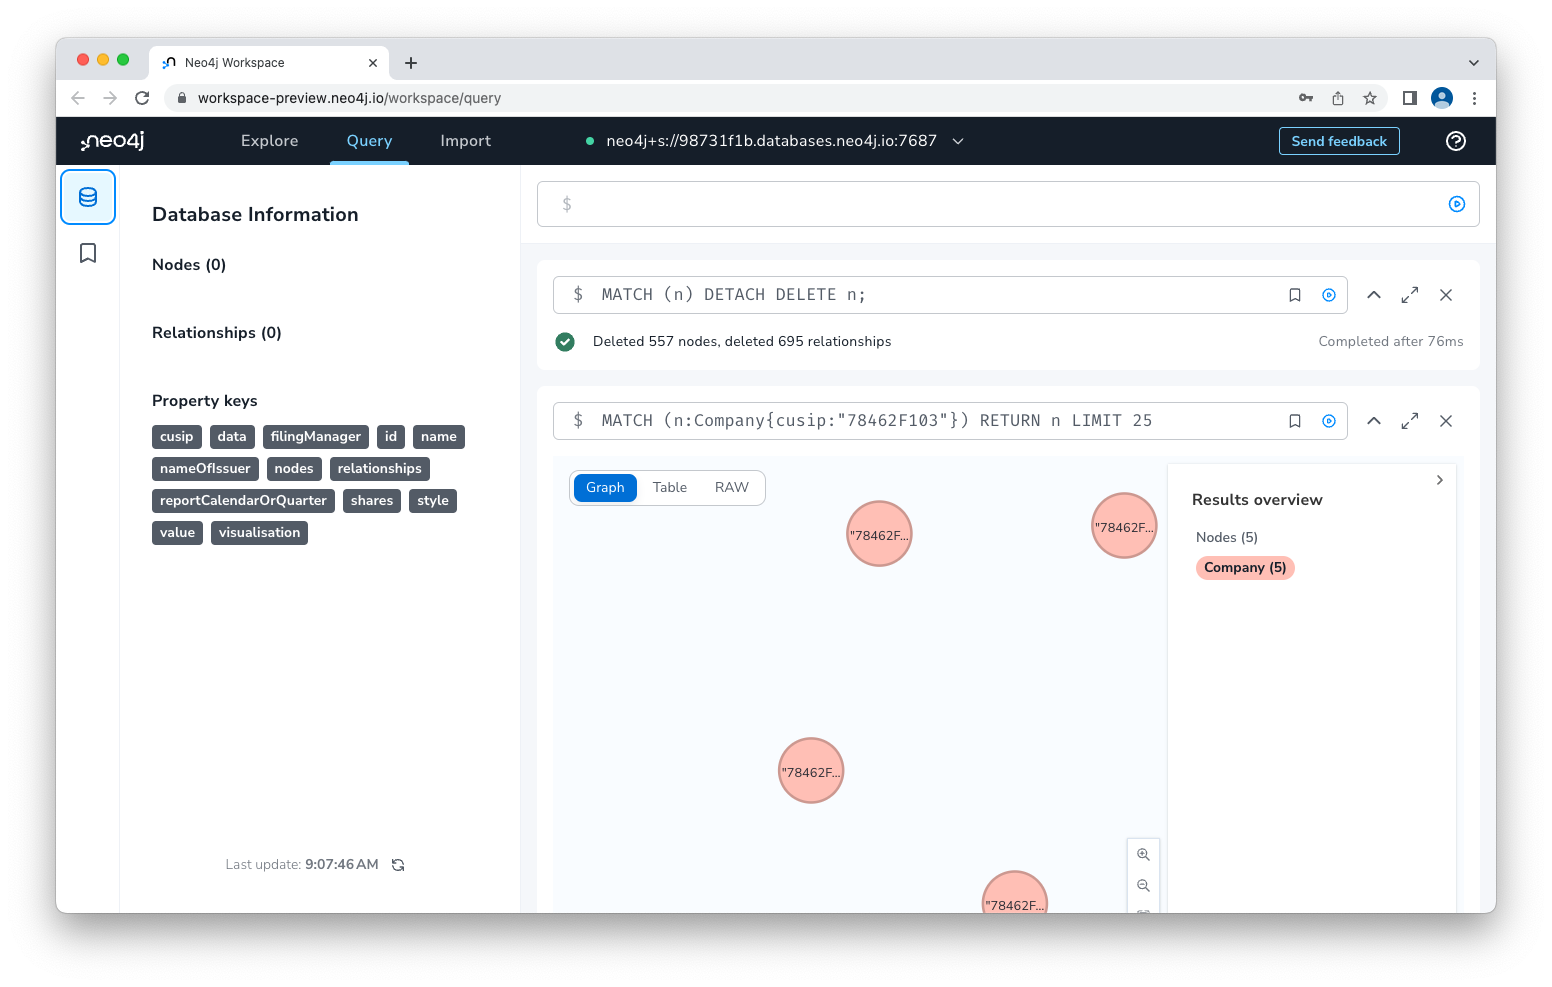 Neo4j Workspace
workspace-preview.neo4j.io/workspace/query
neo4j
Explore
Query
Import
neo4j+s://98731f1b.databases.neo4j.io:7687
Send feedback
Database Information
Nodes (0)
Relationships (0)
Property keys
cusip data filingManager id name
nameOfIssuer nodes relationships
reportCalendarOrQuarter shares style
value visualisation
Last update: 9:07:46 AM
$
$ MATCH (n) DETACH DELETE n;
Deleted 557 nodes, deleted 695 relationships
Completed after 76ms
$ MATCH (n:Company{cusip:"78462F103"}) RETURN n LIMIT 25
Graph Table RAW
"78462F...
"78462F...
"78462F...
"78462F...
Results overview
Nodes (5)
Company (5)